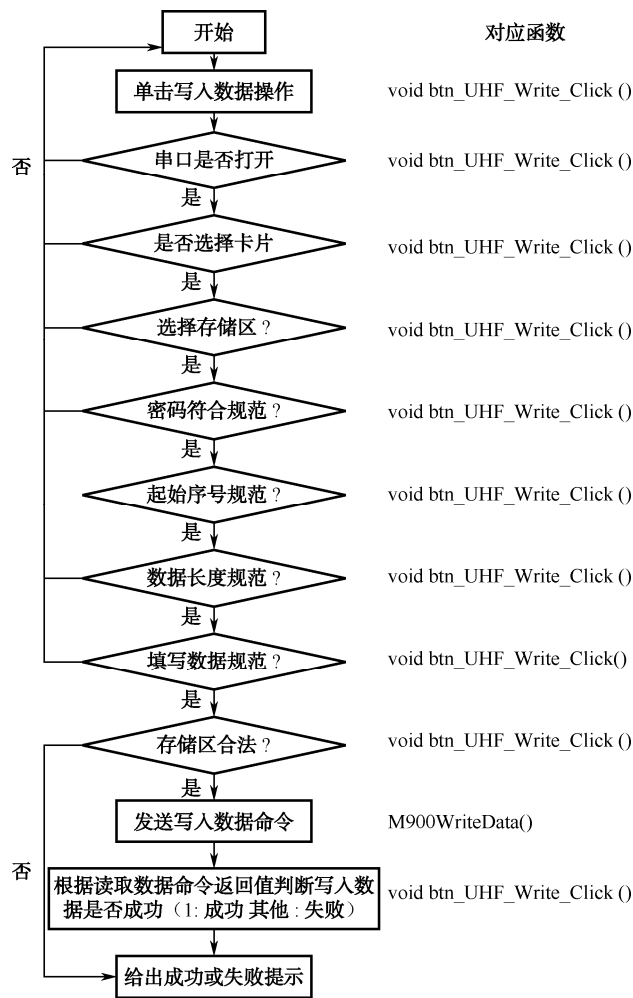 开始
对应函数
单击写入数据操作
void btn_UHF_Write_Click ()
否
串口是否打开
void btn_UHF_Write_Click ()
是
是否选择卡片
void btn_UHF_Write_Click ()
是
选择存储区?
void btn_UHF_Write_Click ()
是
密码符合规范?
void btn_UHF_Write_Click ()
是
起始序号规范?
void btn_UHF_Write_Click ()
是
数据长度规范?
void btn_UHF_Write_Click ()
是
填写数据规范?
void btn_UHF_Write_Click()
是
存储区合法?
void btn_UHF_Write_Click ()
是
发送写入数据命令
M900WriteData()
否
根据读取数据命令返回值判断写入数
据是否成功（1: 成功 其他 : 失败）
void btn_UHF_Write_Click ()
给出成功或失败提示